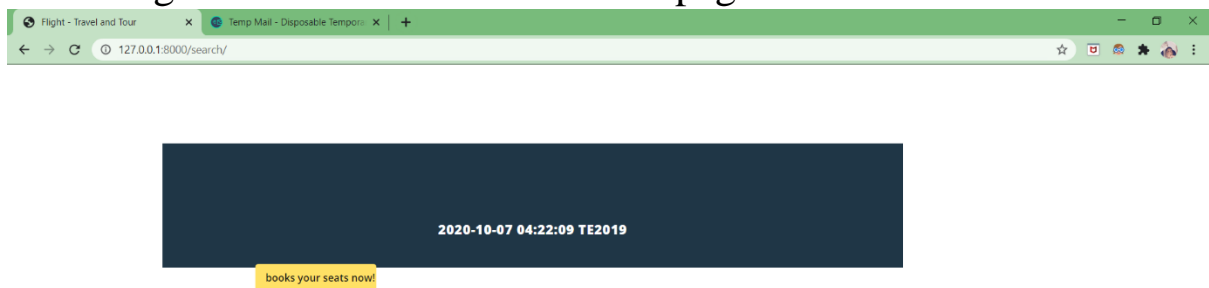 Flight - Travel and Tour
Temp Mail - Disposable Tempora
127.0.0.1:8000/search/
2020-10-07 04:22:09 TE2019
books your seats now!